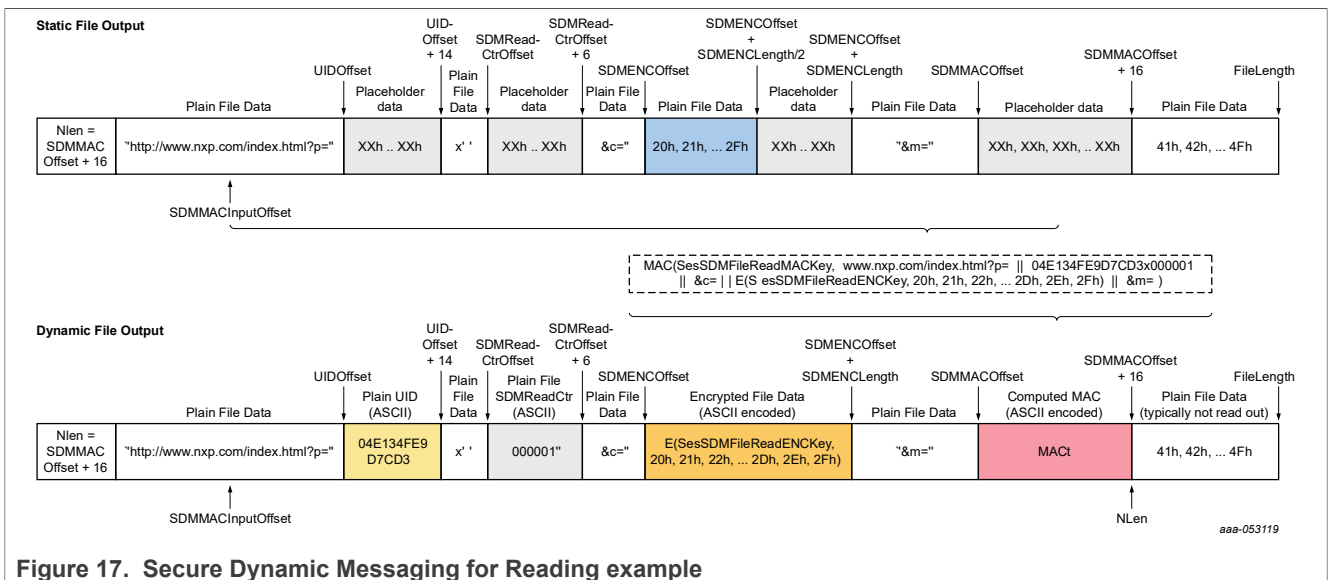 Static File Output
UID-
Offset
+ 14
SDMRead-
CtrOffset
SDMRead-
CtrOffset
+ 6
SDMENCOffset
+
SDMENCLength/2
SDMENCOffset
+
SDMENCLength
SDMMACOffset
SDMMACOffset
+ 16
FileLength
UIDOffset
SDMENCOffset
Plain File Data
Placeholder
data
Plain
File
Data
Placeholder
data
Plain File
Data
Plain File Data
Placeholder
data
Plain File Data
Placeholder data
Plain File Data
Nlen =
SDMMAC
Offset + 16
"http://www.nxp.com/index.html?p="
XXh .. XXh
x' '
XXh .. XXh
&c="
20h, 21h, ... 2Fh
XXh .. XXh
"&m="
XXh, XXh, XXh, .. XXh
41h, 42h, ... 4Fh
SDMMACInputOffset
MAC(SesSDMFileReadMACKey, www.nxp.com/index.html?p= || 04E134FE9D7CD3x000001
|| &c= | | E(S esSDMFileReadENCKey, 20h, 21h, 22h, ... 2Dh, 2Eh, 2Fh) || &m= )
Dynamic File Output
UID-
Offset
+ 14
SDMRead-
CtrOffset
SDMRead-
CtrOffset
+ 6
SDMENCOffset
+
SDMENCLength
SDMMACOffset
SDMMACOffset
+ 16
FileLength
UIDOffset
SDMENCOffset
Plain File Data
Plain UID
(ASCII)
Plain
File
Data
Plain File
SDMReadCtr
(ASCII)
Plain File
Data
Encrypted File Data
(ASCII encoded)
Plain File Data
Computed MAC
(ASCII encoded)
Plain File Data
(typically not read out)
Nlen =
SDMMAC
Offset + 16
"http://www.nxp.com/index.html?p="
04E134FE9
D7CD3
x' '
000001"
&c="
E(SesSDMFileReadENCKey,
20h, 21h, 22h, ... 2Dh, 2Eh, 2Fh)
"&m="
MACt
41h, 42h, ... 4Fh
SDMMACInputOffset
NLen
aaa-053119
Figure 17. Secure Dynamic Messaging for Reading example